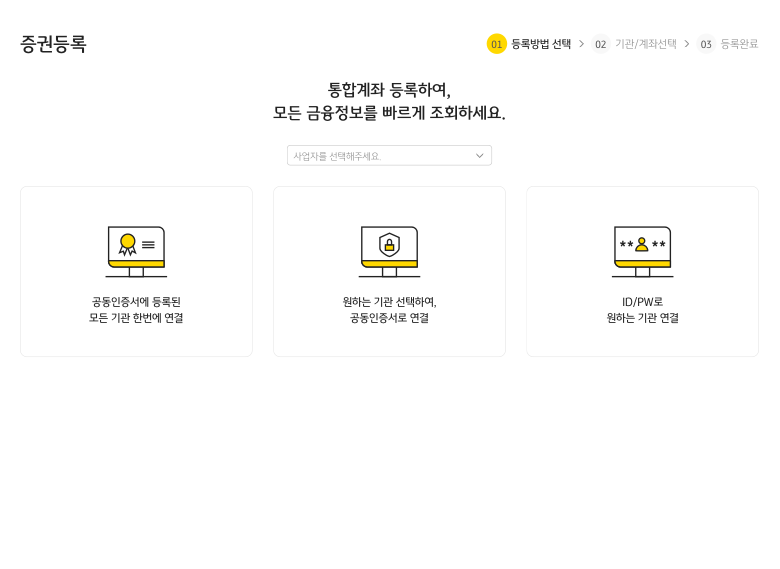 증권등록
01 등록방법 선택 > 02 기관/계좌선택 > 03 등록완료
통합계좌 등록하여,
모든 금융정보를 빠르게 조회하세요.
사업자를 선택해주세요.
공동인증서에 등록된
모든 기관 한번에 연결
원하는 기관 선택하여,
공동인증서로 연결
** **
ID/PW로
원하는 기관 연결